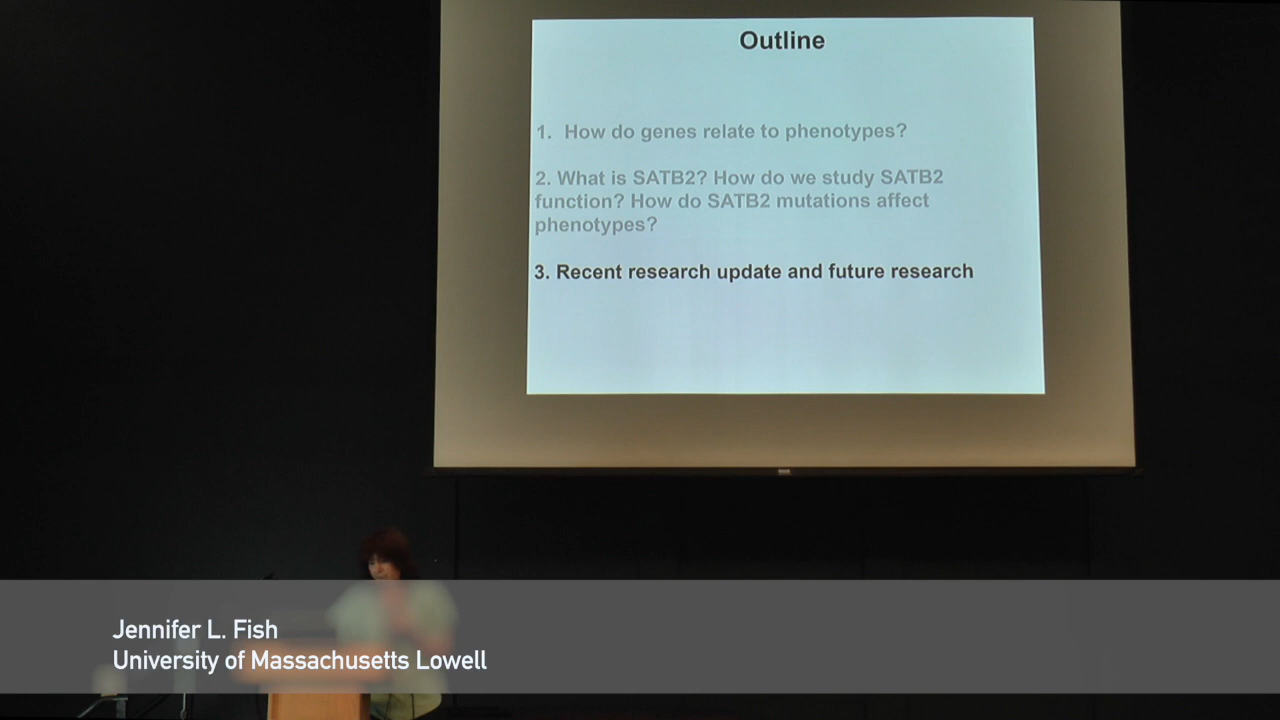 Outline
1. How do genes relate to phenotypes?
2. What is SATB2? How do we study SATB2
function? How do SATB2 mutations affect
phenotypes?
3. Recent research update and future research
Jennifer L. Fish
University of Massachusetts Lowell